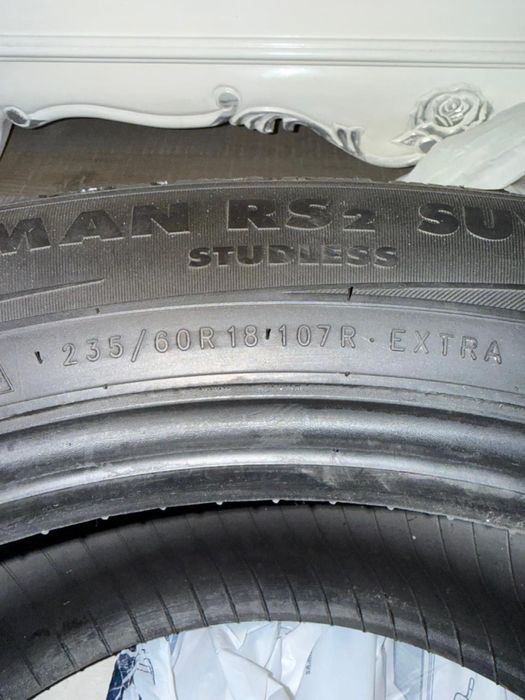 MAN RS2 SU
STUDLESS
235/60R18 107R · EXTRA